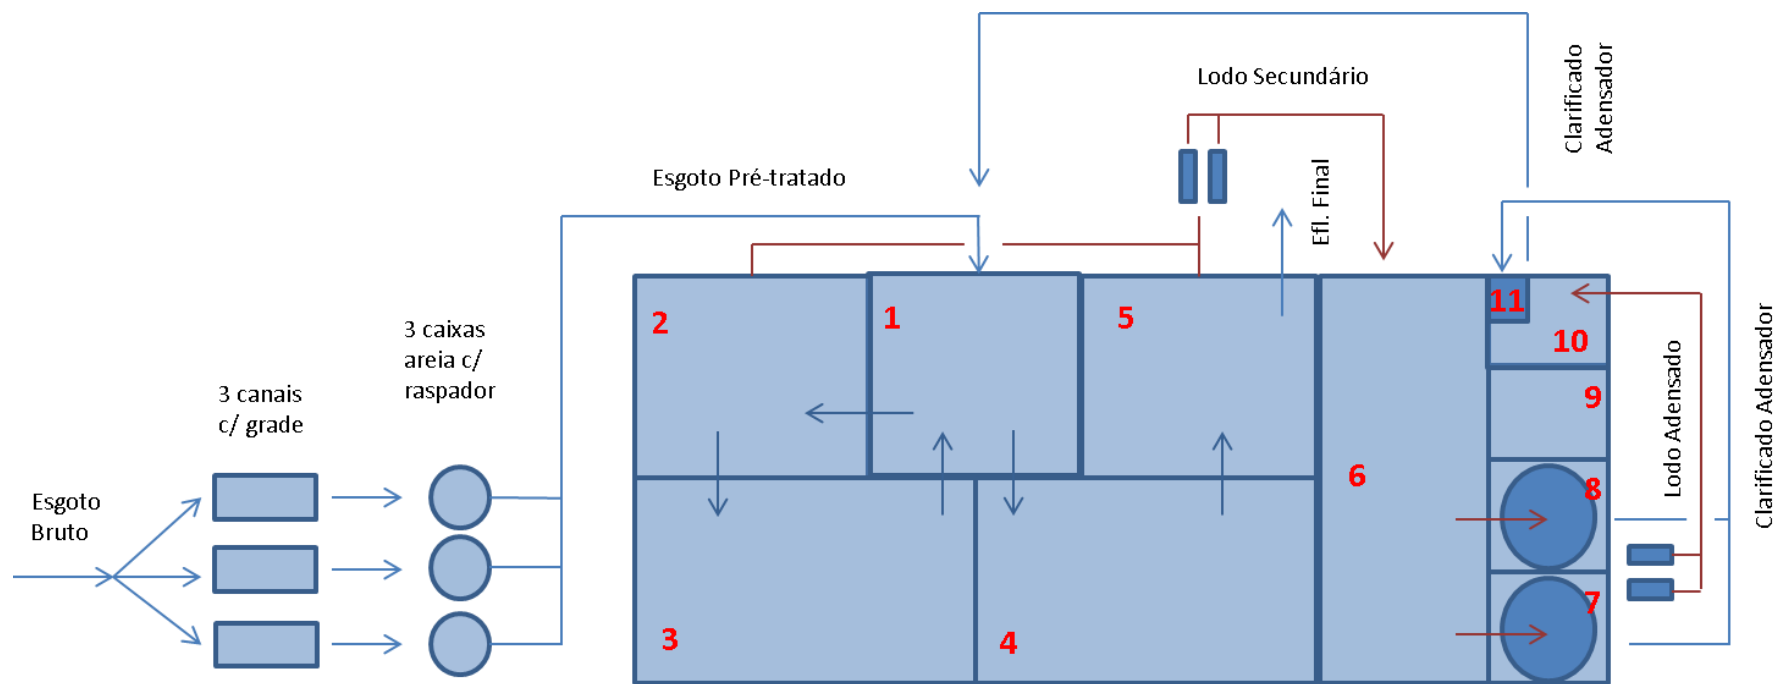 Lodo Secundário
Clarificado
Adensador
Esgoto Pré-tratado
Efl. Final
3 caixas
areia c/
raspador
3 canais
c/ grade
Esgoto
Bruto
2
1
5
11
10
9
8
7
6
3
4
Lodo Adensado
Clarificado Adensador